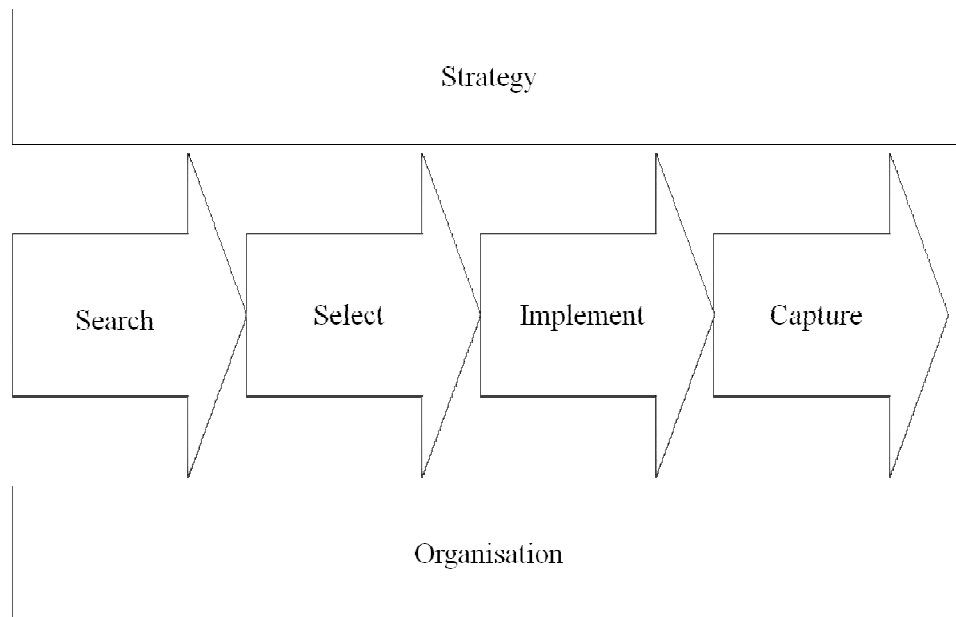 Strategy
Search
Select
Implement
Capture
Organisation